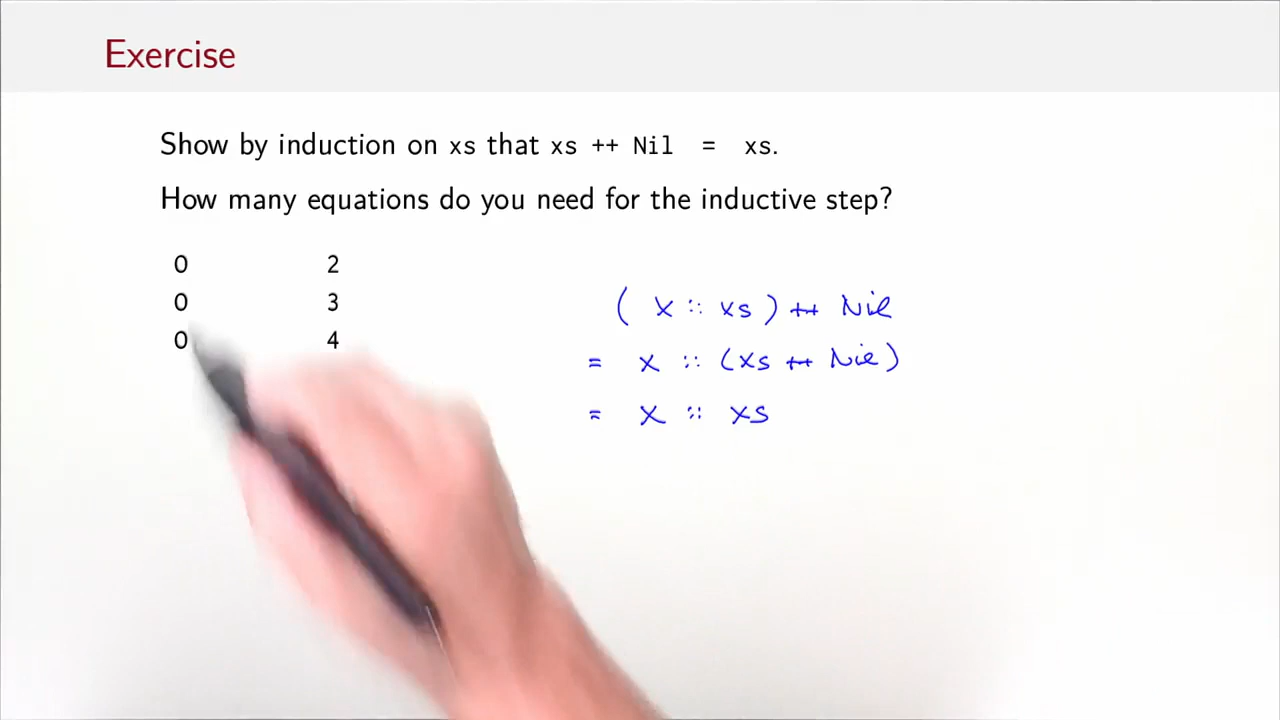 Exercise
Show by induction on xs that xs ++ Nil = xs.
How many equations do you need for the inductive step?
0 2
0 3
0 4
( x :: xs ) ++ Nil
= x :: (xs ++ Nil)
= x :: xs